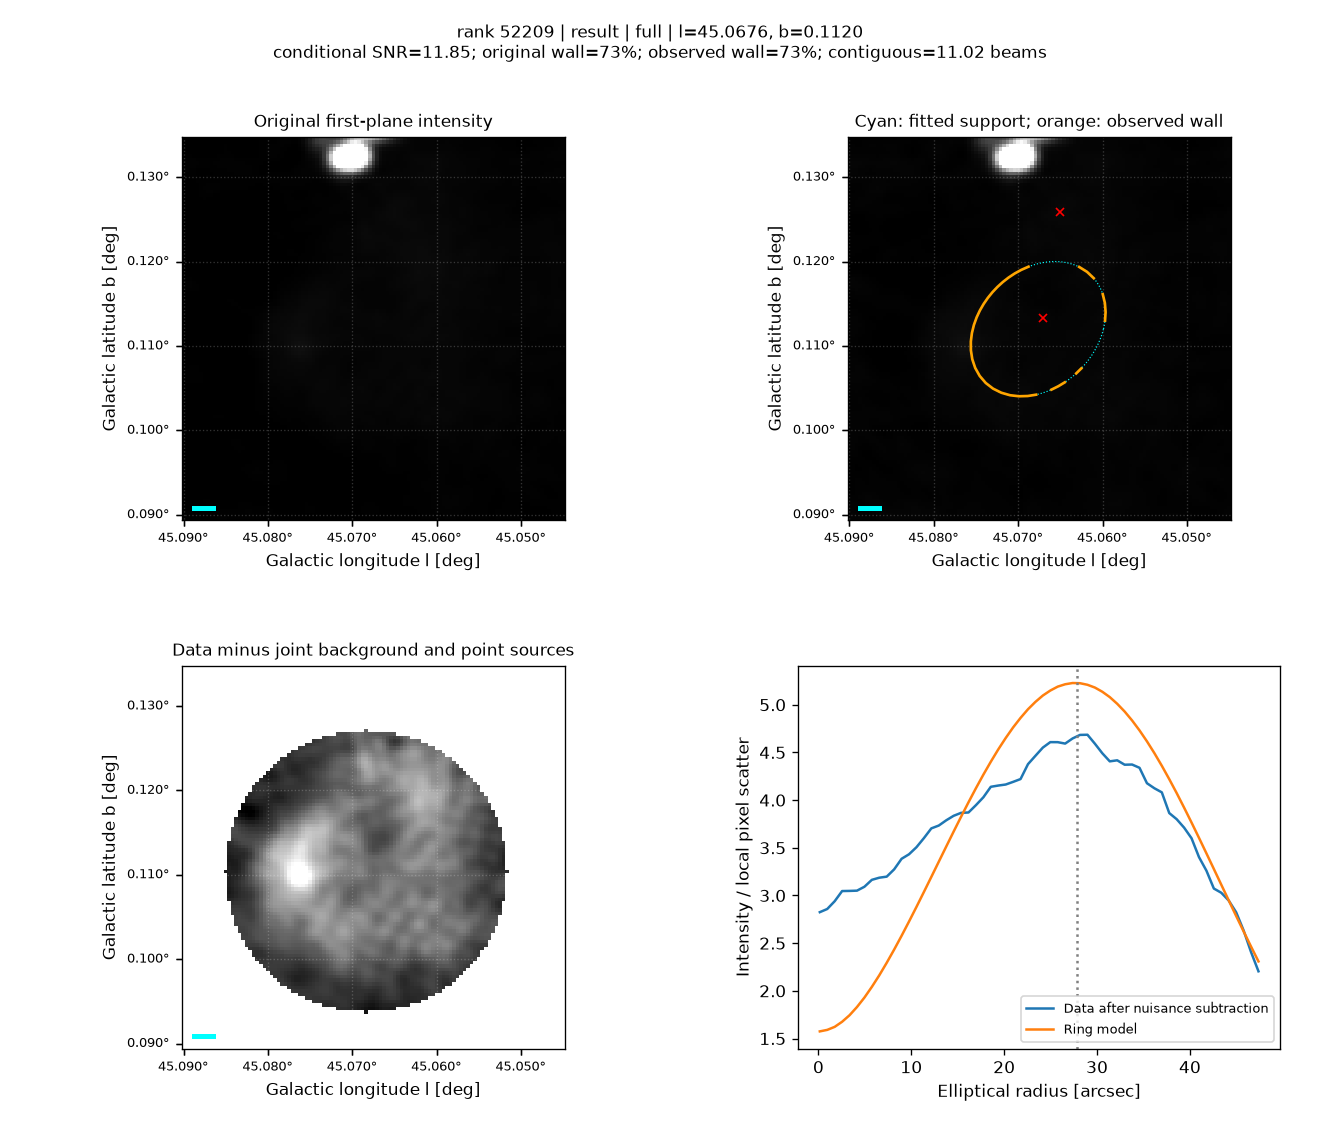 rank 52209 | result | full | l=45.0676, b=0.1120
conditional SNR=11.85; original wall=73%; observed wall=73%; contiguous=11.02 beams
Original first-plane intensity
0.130°
0.120°
0.110°
0.100°
0.090°
45.090° 45.080° 45.070° 45.060° 45.050°
Galactic longitude l [deg]
Galactic latitude b [deg]
Cyan: fitted support; orange: observed wall
0.130°
0.120°
0.110°
0.100°
0.090°
45.090° 45.080° 45.070° 45.060° 45.050°
Galactic longitude l [deg]
Galactic latitude b [deg]
Data minus joint background and point sources
0.130°
0.120°
0.110°
0.100°
0.090°
45.090° 45.080° 45.070° 45.060° 45.050°
Galactic longitude l [deg]
Galactic latitude b [deg]
5.0
4.5
4.0
3.5
3.0
2.5
2.0
1.5
0 10 20 30 40
Elliptical radius [arcsec]
Intensity / local pixel scatter
Data after nuisance subtraction
Ring model